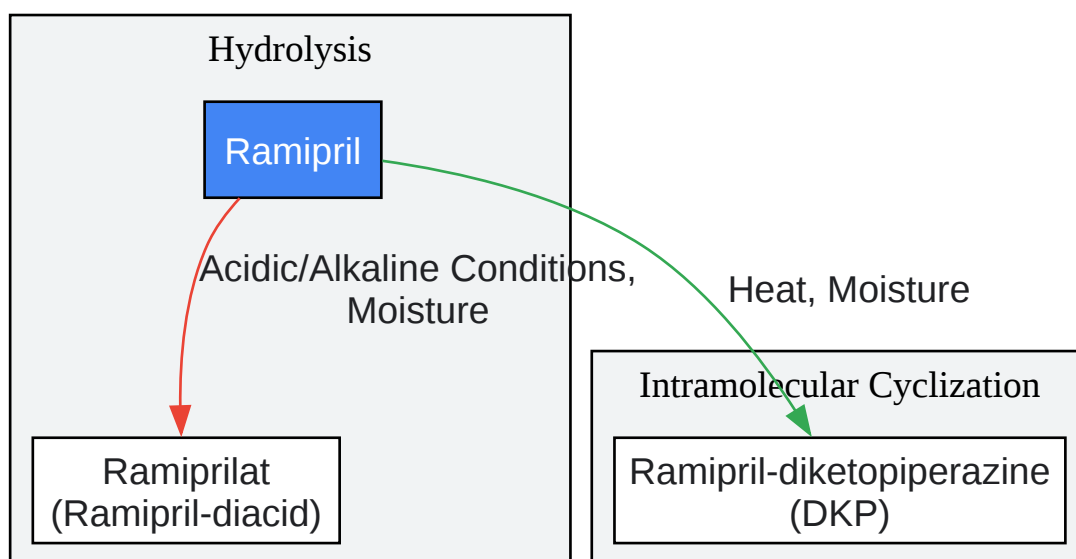 Hydrolysis
Ramipril
Acidic/Alkaline Conditions,
Moisture
Heat, Moisture
Intramolecular Cyclization
Ramiprilat
(Ramipril-diacid)
Ramipril-diketopiperazine
(DKP)